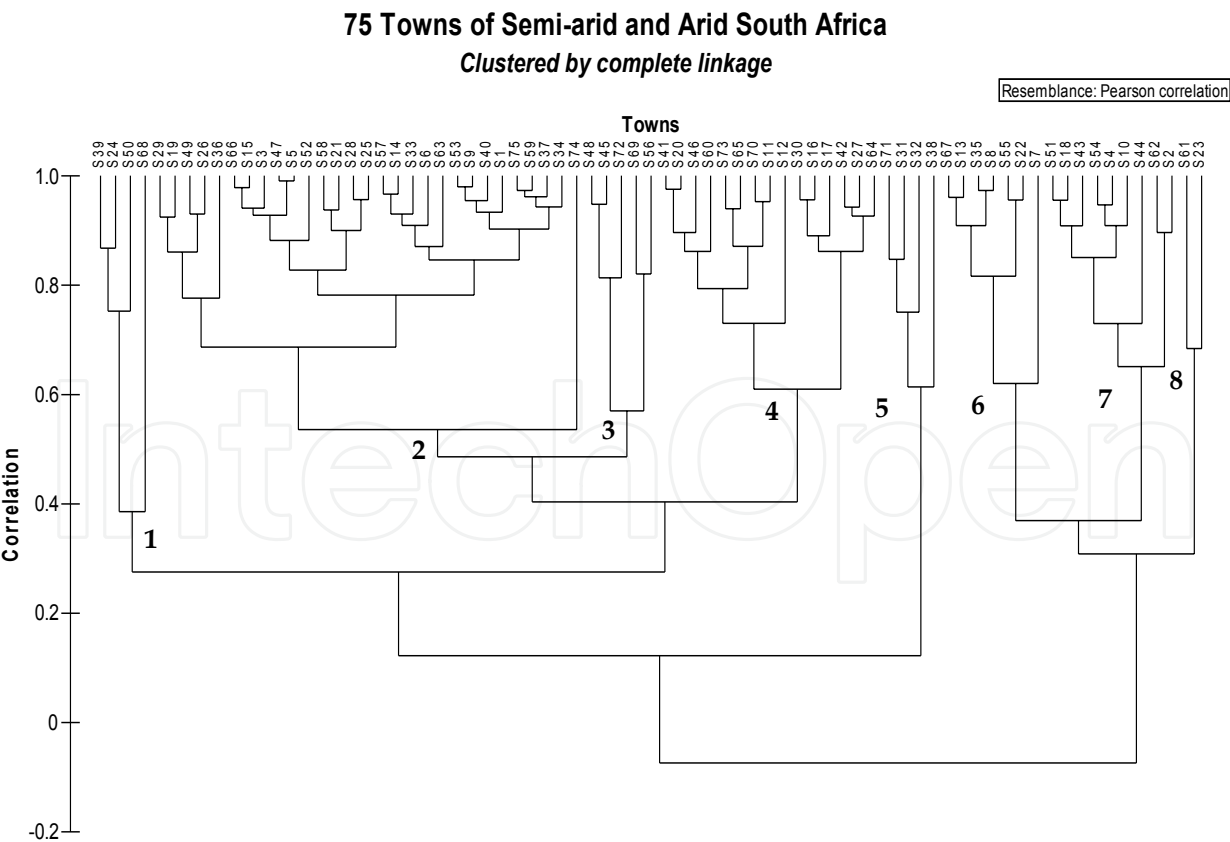 75 Towns of Semi-arid and Arid South Africa
Clustered by complete linkage
Resemblance: Pearson correlation
Towns
S39 S24 S50 S68 S29 S19 S49 S26 S36 S66 S15 S3 S47 S5 S52 S58 S21 S28 S25 S57 S14 S33 S6 S63 S53 S9 S40 S1 S75 S59 S37 S34 S74 S48 S45 S72 S69 S56 S41 S20 S46 S60 S73 S65 S70 S11 S12 S30 S16 S17 S42 S27 S64 S71 S31 S32 S38 S67 S13 S35 S8 S55 S22 S7 S51 S18 S43 S54 S4 S10 S44 S62 S2 S61 S23
1.0
0.8
0.6
0.4
0.2
0
-0.2
Correlation
1
2
3
4
5
6
7
8
IntechOpen